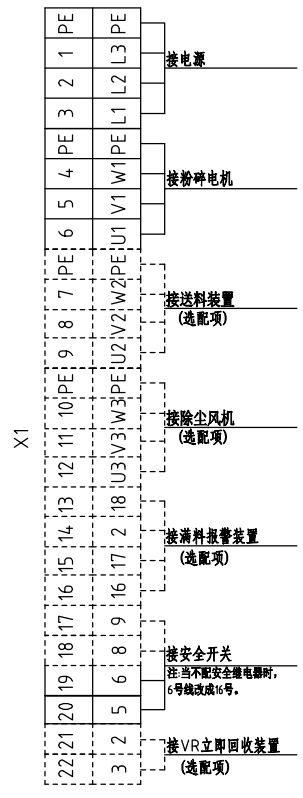 X1
PE PE
1 L3
2 L2
3 L1
接电源
PE PE
4 W1
5 V1
6 U1
接粉碎电机
PE PE
7 W2
8 V2
9 U2
接送料装置
(选配项)
PE PE
10 W3
11 V3
12 U3
接除尘风机
(选配项)
13 18
14 2
15 17
16 16
接满料报警装置
(选配项)
17 9
18 8
19 6
20 5
接安全开关
注:当不配安全继电器时,
6号线改成16号。
21 2
22 3
接VR立即回收装置
(选配项)